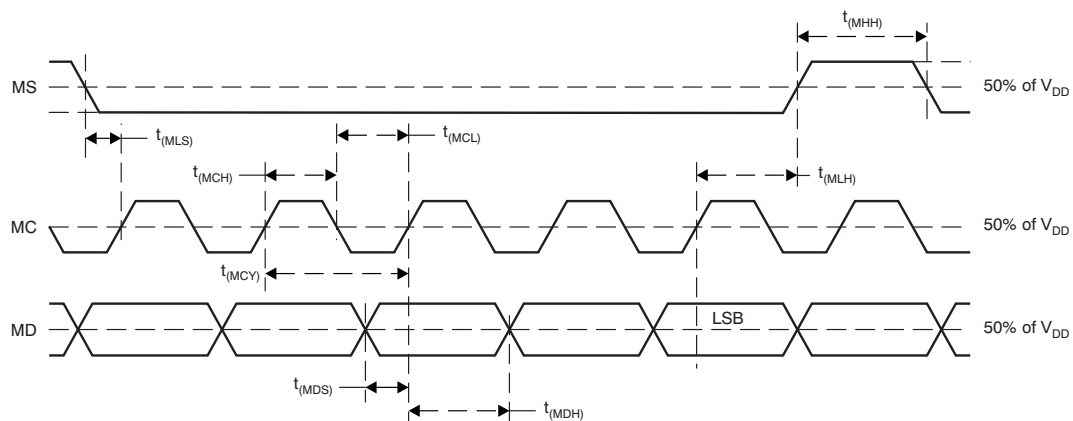 t(MHH)
MS
50% of VDD
t(MLS)
t(MCL)
t(MCH)
t(MLH)
MC
50% of VDD
t(MCY)
LSB
MD
50% of VDD
t(MDS)
t(MDH)